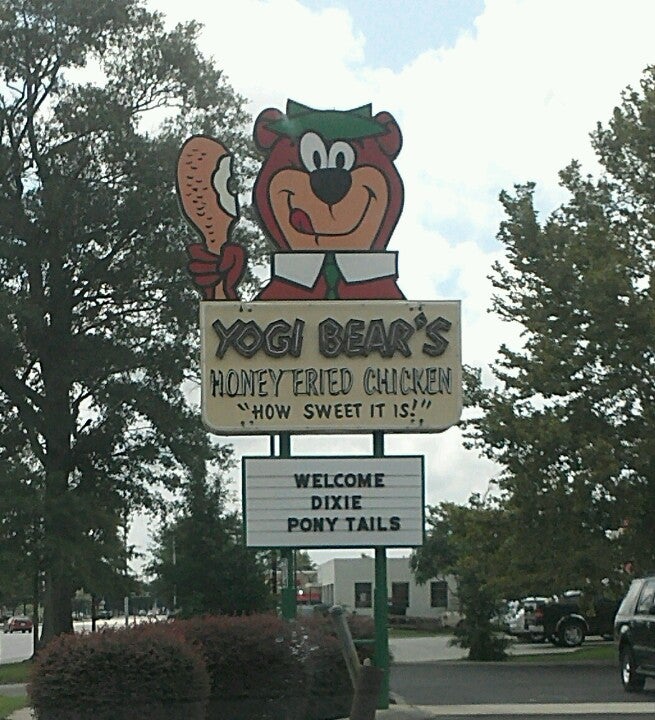 YOGI BEAR'S
HONEY FRIED CHICKEN
"HOW SWEET IT IS!"
WELCOME
DIXIE
PONY TAILS